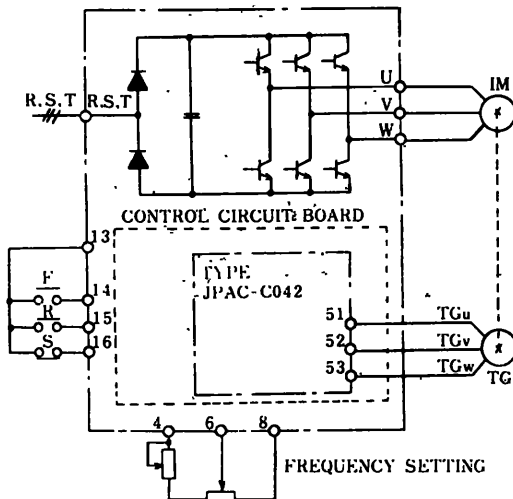 U
IM
R.S.T
R.S.T
V
W
CONTROL CIRCUIT BOARD
13
TYPE
JPAC-C042
F
14
R
15
S
16
51
TGu
52
TGv
53
TGw
TG
4
6
8
FREQUENCY SETTING